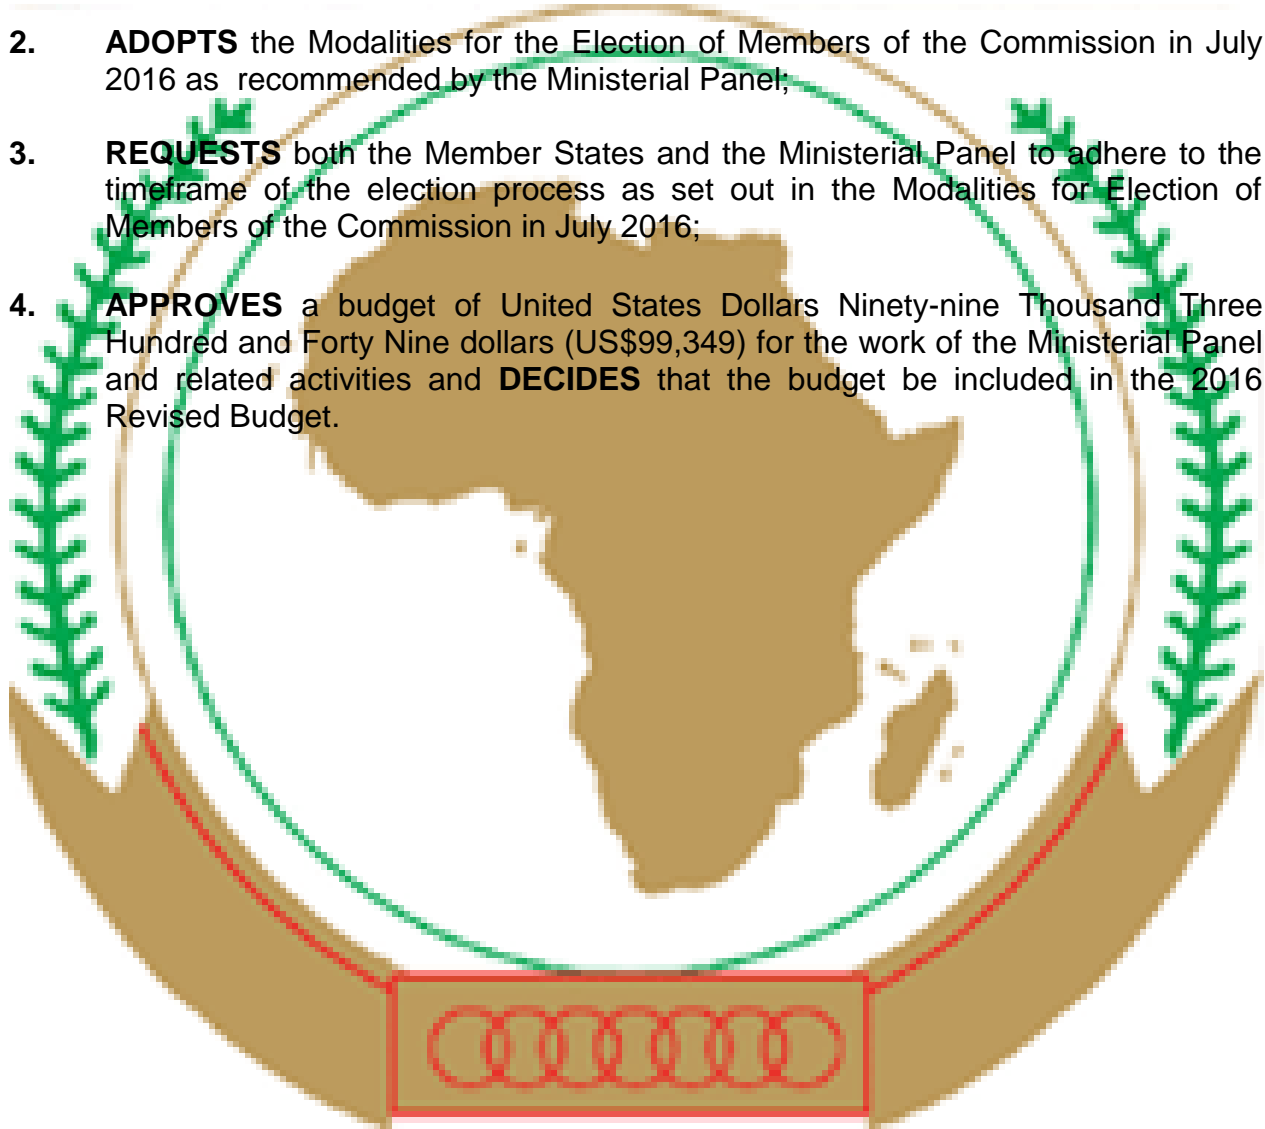 2. ADOPTS the Modalities for the Election of Members of the Commission in July
2016 as recommended by the Ministerial Panel;
3. REQUESTS both the Member States and the Ministerial Panel to adhere to the
timeframe of the election process as set out in the Modalities for Election of
Members of the Commission in July 2016;
4. APPROVES a budget of United States Dollars Ninety-nine Thousand Three
Hundred and Forty Nine dollars (US$99,349) for the work of the Ministerial Panel
and related activities and DECIDES that the budget be included in the 2016
Revised Budget.